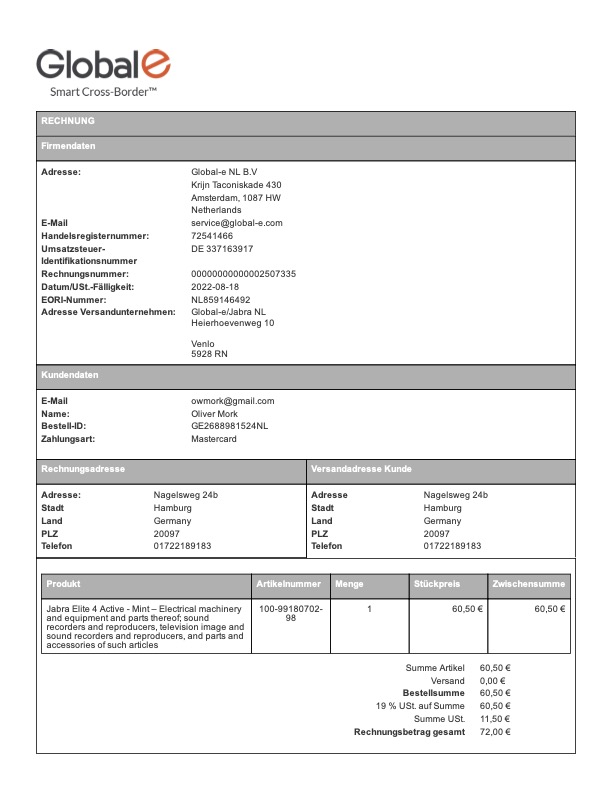 Globale
Smart Cross-Border™
RECHNUNG
Firmendaten
Adresse: Global-e NL B.V
Krijn Taconiskade 430
Amsterdam, 1087 HW
Netherlands
E-Mail service@global-e.com
Handelsregisternummer: 72541466
Umsatzsteuer- DE 337163917
Identifikationsnummer
Rechnungsnummer: 00000000000002507335
Datum/USt.-Fälligkeit: 2022-08-18
EORI-Nummer: NL859146492
Adresse Versandunternehmen: Global-e/Jabra NL
Heierhoevenweg 10
Venlo
5928 RN
Kundendaten
E-Mail owmork@gmail.com
Name: Oliver Mork
Bestell-ID: GE2688981524NL
Zahlungsart: Mastercard
Rechnungsadresse Versandadresse Kunde
Adresse: Nagelsweg 24b Adresse Nagelsweg 24b
Stadt Hamburg Stadt Hamburg
Land Germany Land Germany
PLZ 20097 PLZ 20097
Telefon 01722189183 Telefon 01722189183
Produkt Artikelnummer Menge Stückpreis Zwischensumme
Jabra Elite 4 Active - Mint – Electrical machinery 100-99180702- 1 60,50 € 60,50 €
and equipment and parts thereof; sound 98
recorders and reproducers, television image and
sound recorders and reproducers, and parts and
accessories of such articles
Summe Artikel 60,50 €
Versand 0,00 €
Bestellsumme 60,50 €
19 % USt. auf Summe 60,50 €
Summe USt. 11,50 €
Rechnungsbetrag gesamt 72,00 €